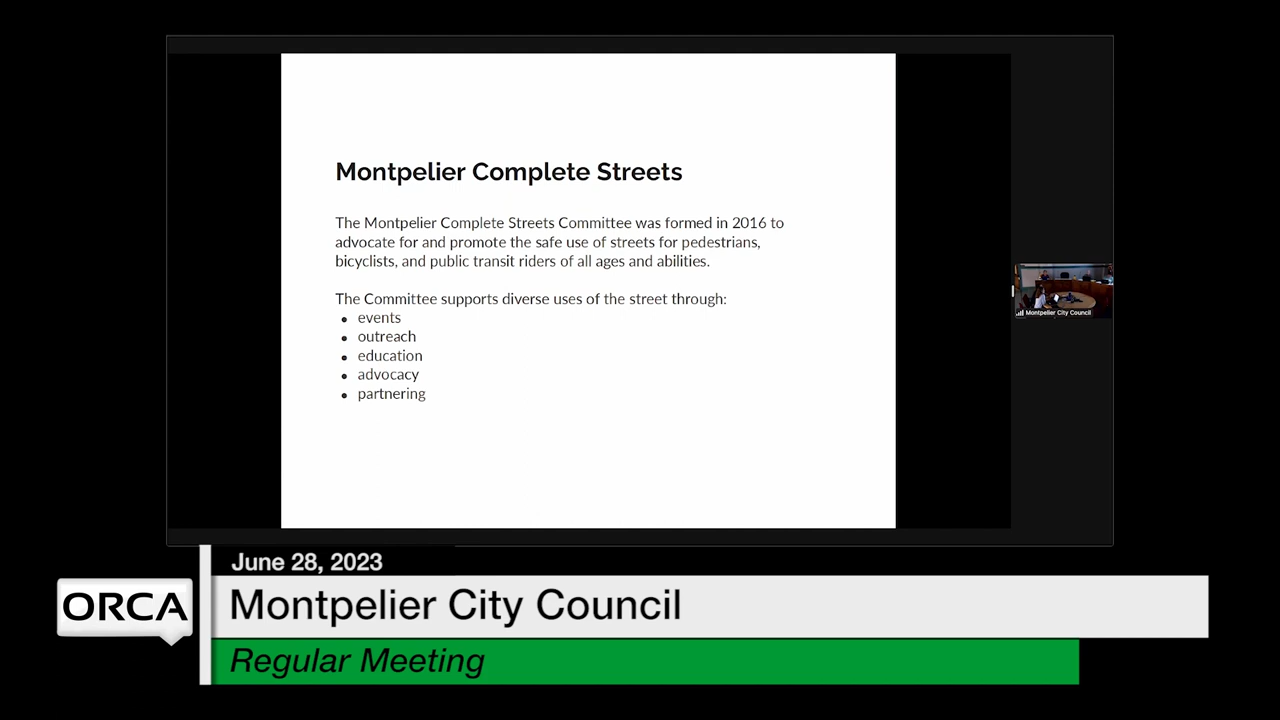 Montpelier Complete Streets
The Montpelier Complete Streets Committee was formed in 2016 to
advocate for and promote the safe use of streets for pedestrians,
bicyclists, and public transit riders of all ages and abilities.
The Committee supports diverse uses of the street through:
• events
• outreach
• education
• advocacy
• partnering
Montpelier City Council
June 28, 2023
ORCA
Montpelier City Council
Regular Meeting